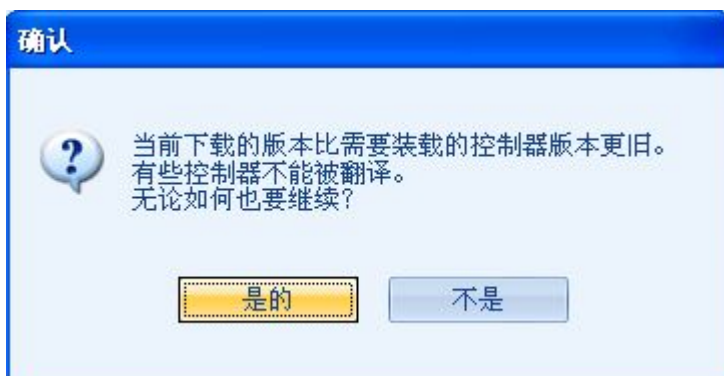 确认
当前下载的版本比需要装载的控制器版本更旧。
有些控制器不能被翻译。
无论如何也要继续?
是的
不是